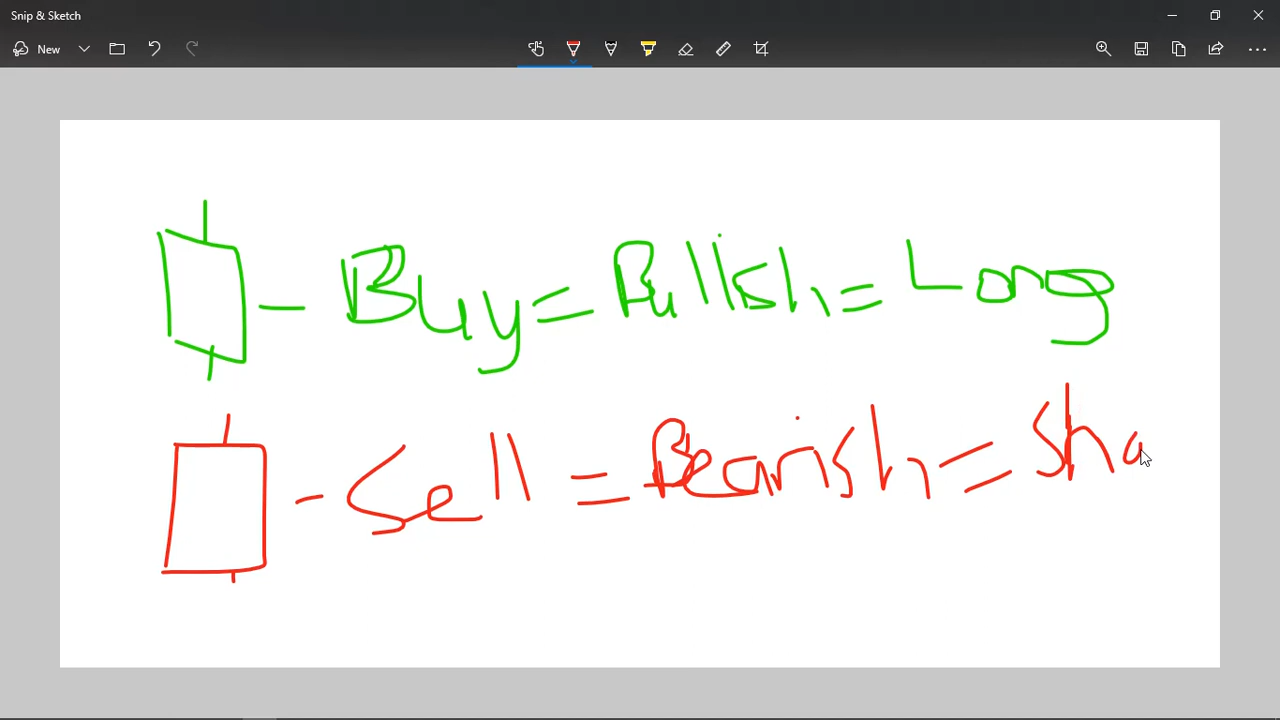 Snip & Sketch
New
- Buy = Bullish = Long
- Sell = Bearish = Sho